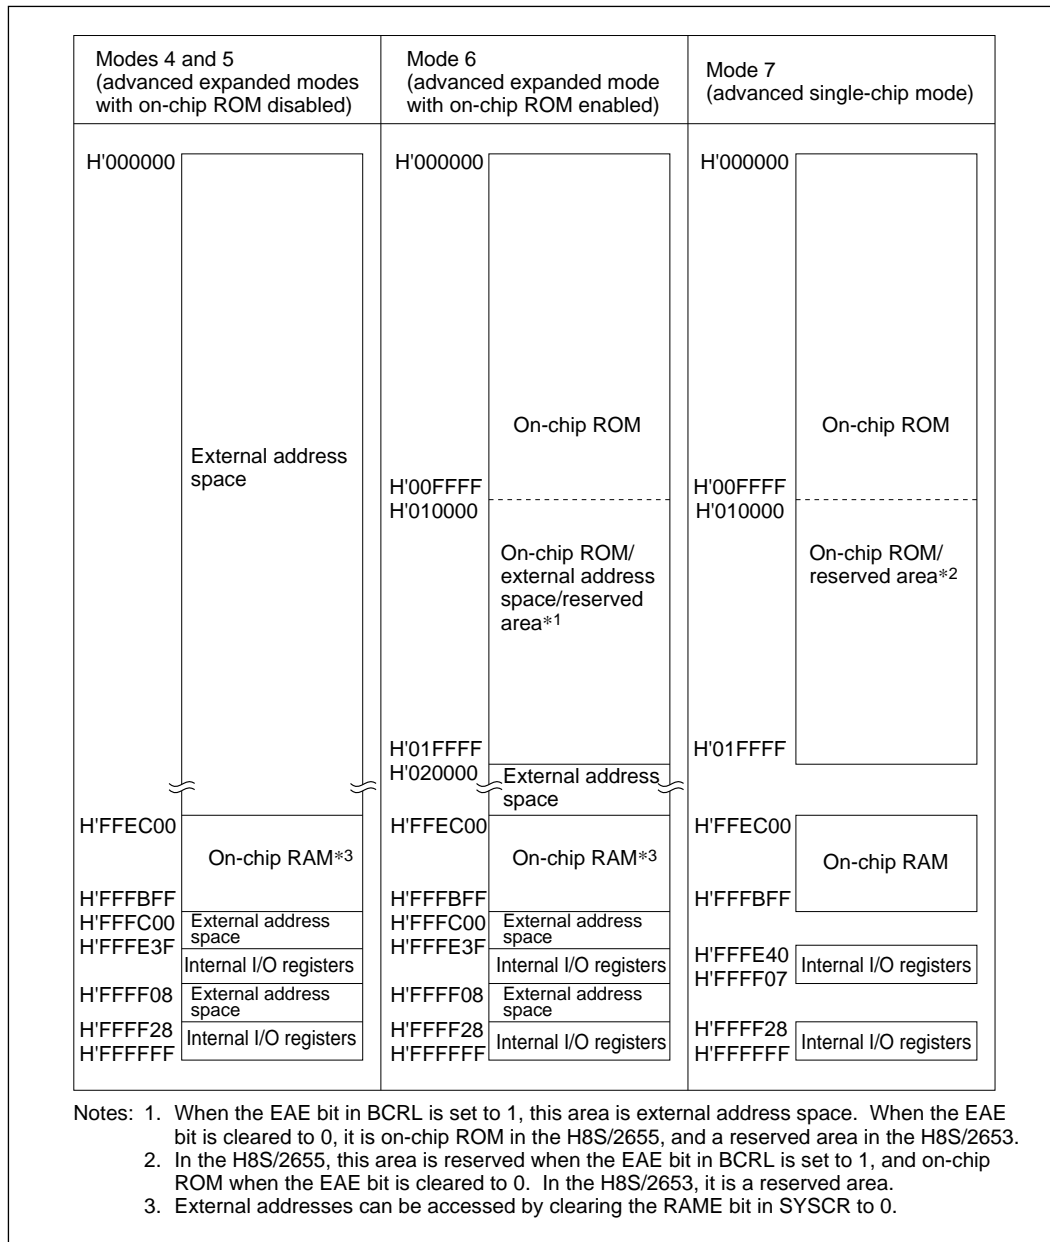 Modes 4 and 5
(advanced expanded modes
with on-chip ROM disabled)
Mode 6
(advanced expanded mode
with on-chip ROM enabled)
Mode 7
(advanced single-chip mode)
H'000000
External address
space
H'FFEC00
On-chip RAM*3
H'FFFBFF
H'FFFC00
External address
space
H'FFFE3F
Internal I/O registers
H'FFFF08
External address
space
H'FFFF28
Internal I/O registers
H'FFFFFF
H'000000
On-chip ROM
H'00FFFF
H'010000
On-chip ROM/
external address
space/reserved
area*1
H'01FFFF
H'020000
External address
space
H'FFEC00
On-chip RAM*3
H'FFFBFF
H'FFFC00
External address
space
H'FFFE3F
Internal I/O registers
H'FFFF08
External address
space
H'FFFF28
Internal I/O registers
H'FFFFFF
H'000000
On-chip ROM
H'00FFFF
H'010000
On-chip ROM/
reserved area*2
H'01FFFF
H'FFEC00
On-chip RAM
H'FFFBFF
H'FFFE40
Internal I/O registers
H'FFFF07
H'FFFF28
Internal I/O registers
H'FFFFFF
Notes: 1. When the EAE bit in BCRL is set to 1, this area is external address space. When the EAE
bit is cleared to 0, it is on-chip ROM in the H8S/2655, and a reserved area in the H8S/2653.
2. In the H8S/2655, this area is reserved when the EAE bit in BCRL is set to 1, and on-chip
ROM when the EAE bit is cleared to 0. In the H8S/2653, it is a reserved area.
3. External addresses can be accessed by clearing the RAME bit in SYSCR to 0.